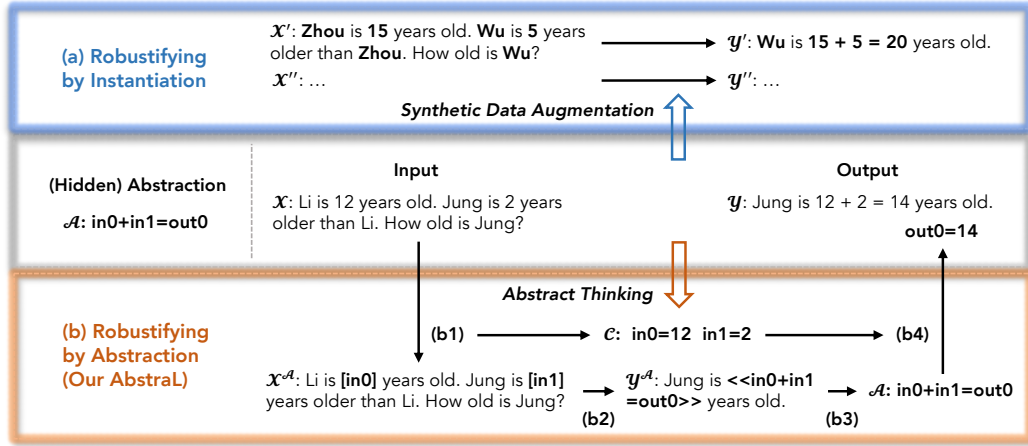 (a) Robustifying
by Instantiation
𝒳′: Zhou is 15 years old. Wu is 5 years
older than Zhou. How old is Wu?
𝒴′: Wu is 15 + 5 = 20 years old.
𝒳′′: ...
𝒴′′: ...
Synthetic Data Augmentation
(Hidden) Abstraction
𝒜: in0+in1=out0
Input
𝒳: Li is 12 years old. Jung is 2 years
older than Li. How old is Jung?
Output
𝒴: Jung is 12 + 2 = 14 years old.
out0=14
Abstract Thinking
(b) Robustifying
by Abstraction
(Our AbstraL)
(b1)
𝒞: in0=12 in1=2
(b4)
𝒳^𝒜: Li is [in0] years old. Jung is [in1]
years older than Li. How old is Jung?
(b2)
𝒴^𝒜: Jung is <<in0+in1
=out0>> years old.
(b3)
𝒜: in0+in1=out0